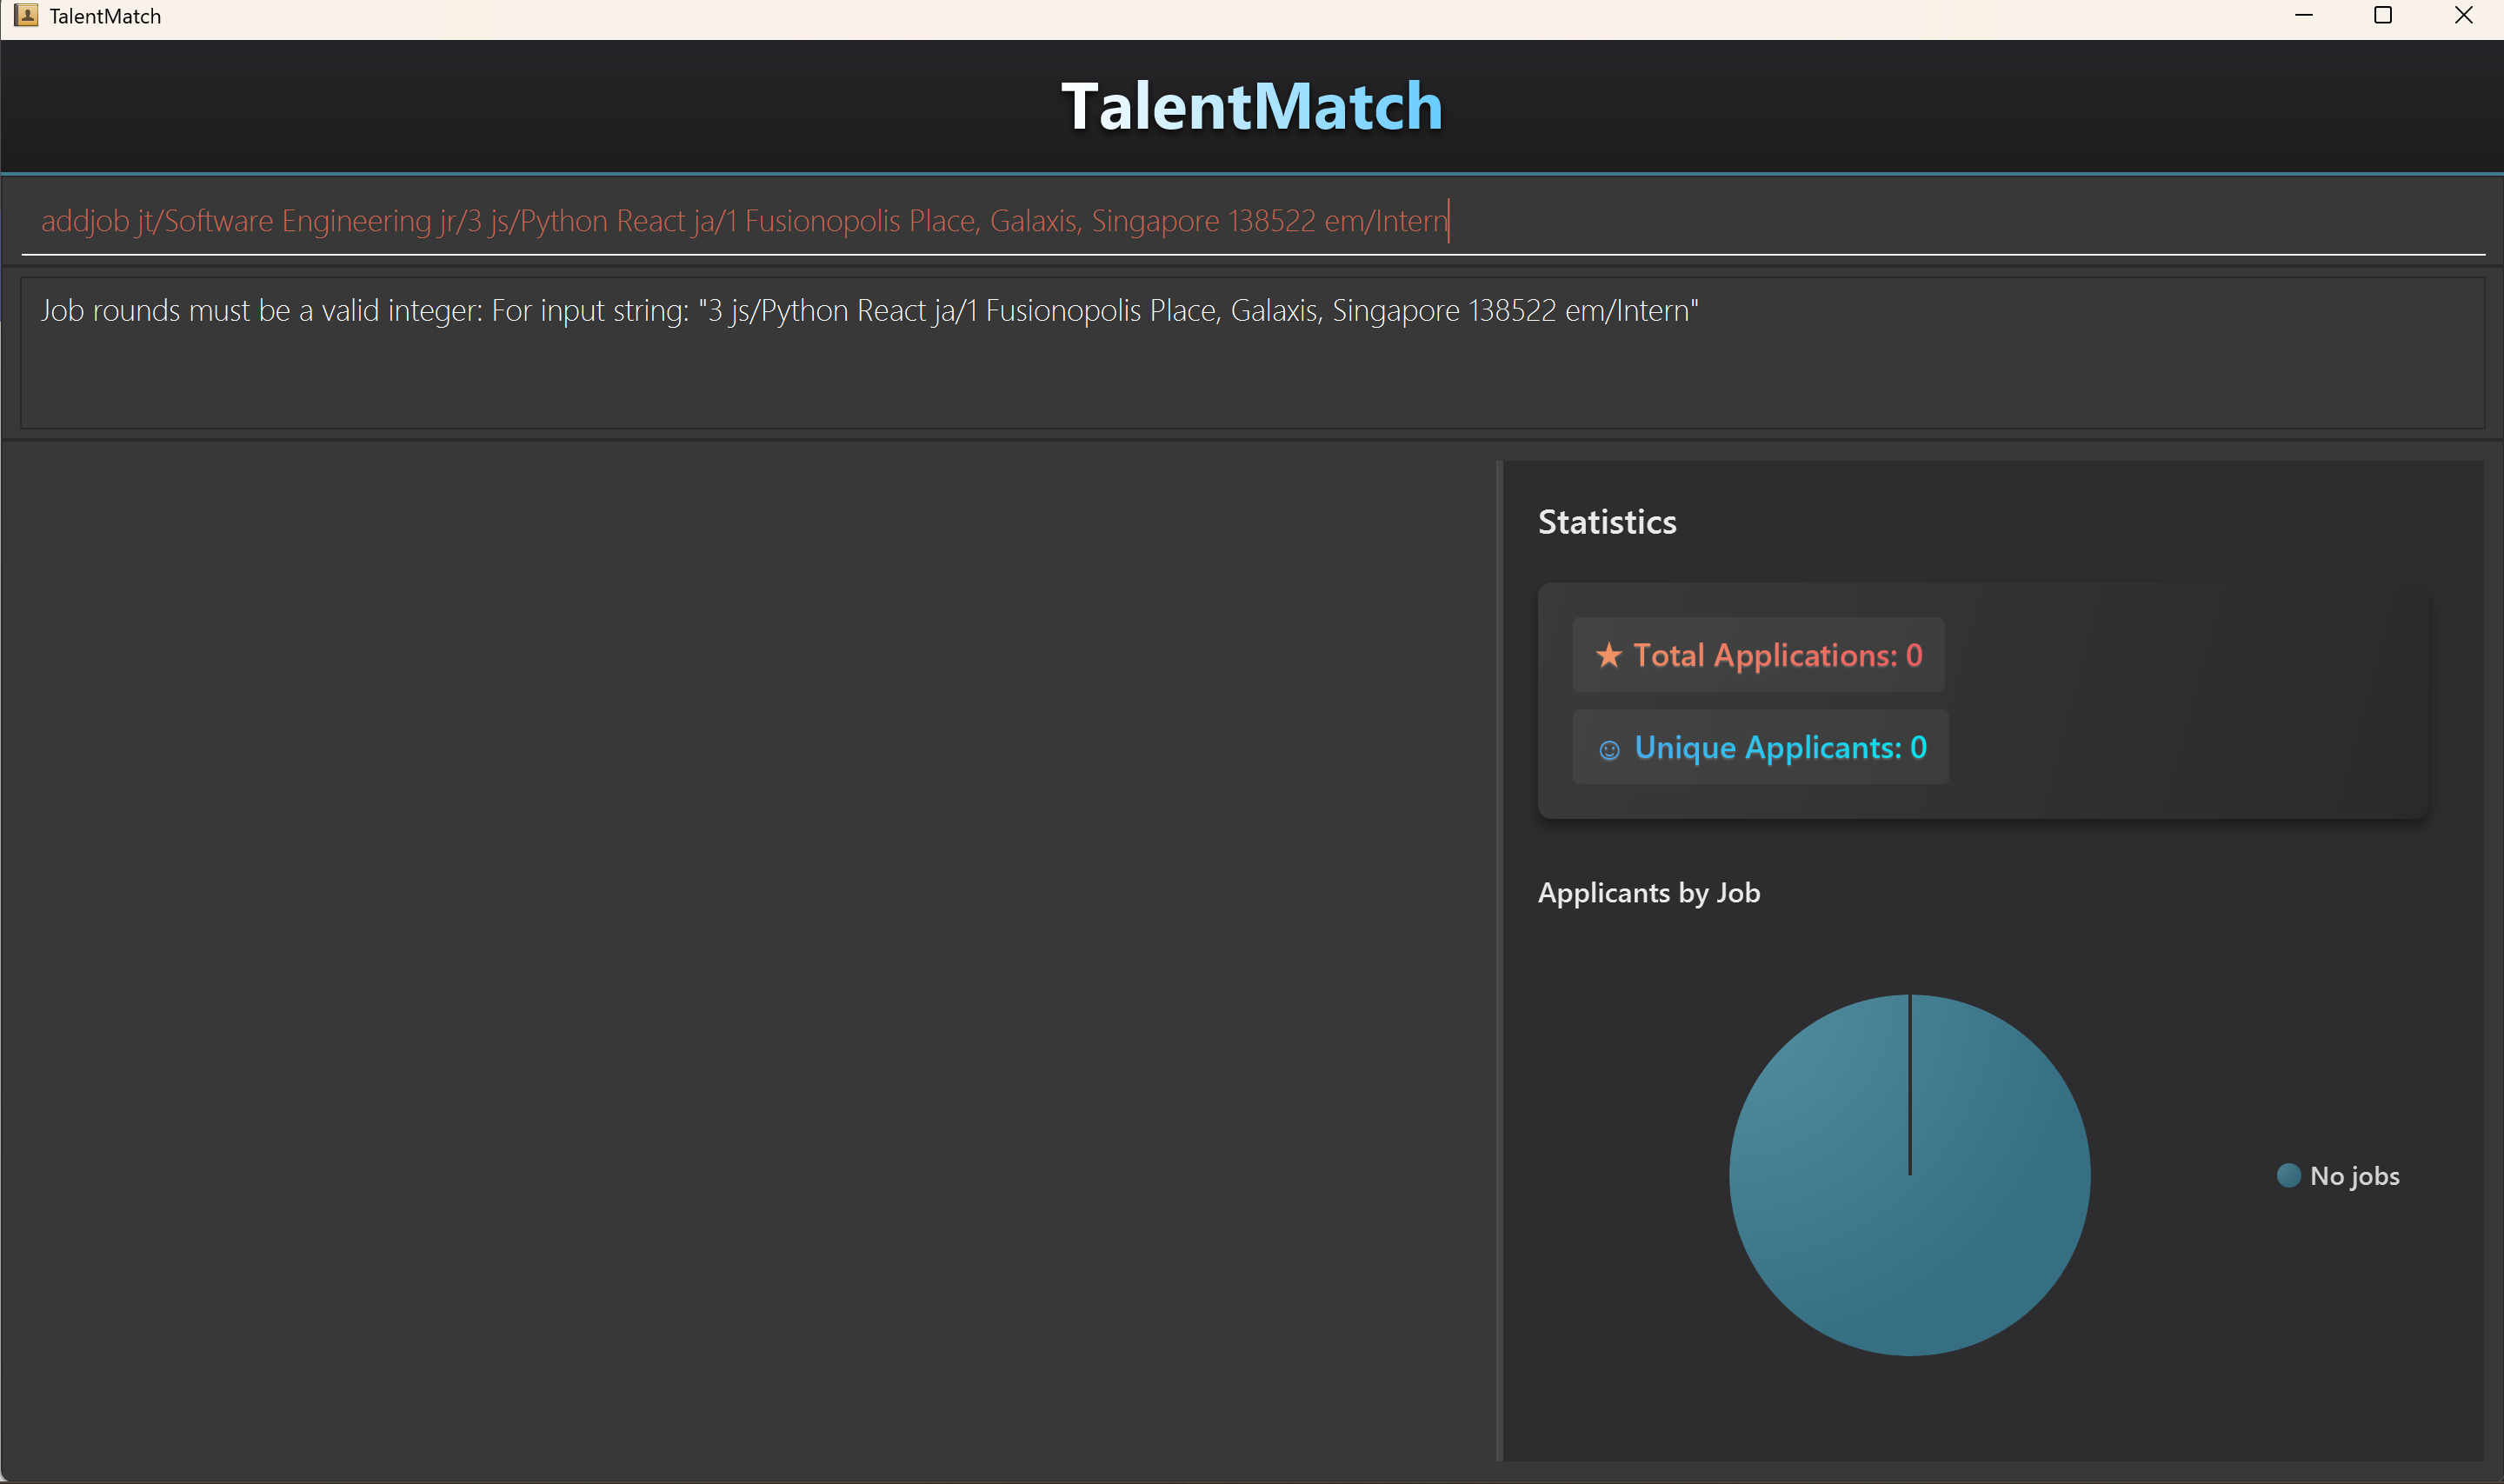 TalentMatch
TalentMatch
addjob jt/Software Engineering jr/3 js/Python React ja/1 Fusionopolis Place, Galaxis, Singapore 138522 em/Intern
Job rounds must be a valid integer: For input string: "3 js/Python React ja/1 Fusionopolis Place, Galaxis, Singapore 138522 em/Intern"
Statistics
★ Total Applications: 0
☺ Unique Applicants: 0
Applicants by Job
No jobs